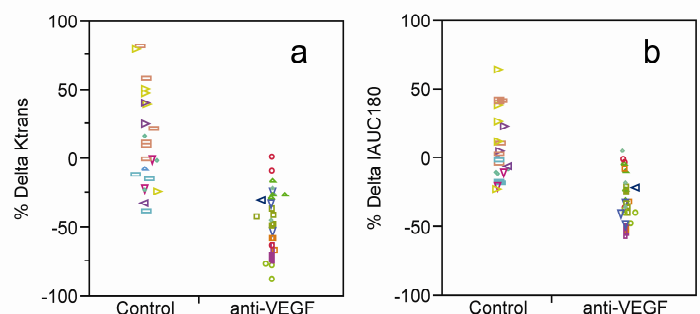 100
50
0
-50
-100
% Delta Ktrans
a
Control
anti-VEGF
100
50
0
-50
-100
% Delta IAUC180
b
Control
anti-VEGF